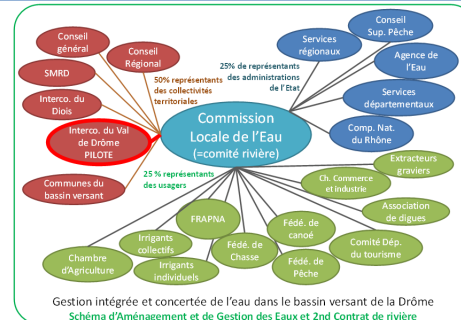 Conseil
général
Conseil
Régional
SMRD
Interco. du
Diois
Interco. du Val
de Drôme
PILOTE
Communes du
bassin versant
50% représentants
des collectivités
territoriales
25% de représentants
des administrations
de l'Etat
Services
régionaux
Conseil
Sup. Pêche
Agence de
l'Eau
Services
départementaux
Comp. Nat.
du Rhône
Commission
Locale de l'Eau
(=comité rivière)
25 % représentants
des usagers
Extracteurs
graviers
Ch. Commerce
et industrie
Association
de digues
Comité Dép.
du tourisme
Fédé. de
canoé
Fédé. de
Pêche
Fédé. de
Chasse
FRAPNA
Irrigants
collectifs
Irrigants
individuels
Chambre
d'Agriculture
Gestion intégrée et concertée de l'eau dans le bassin versant de la Drôme
Schéma d'Aménagement et de Gestion des Eaux et 2nd Contrat de rivière